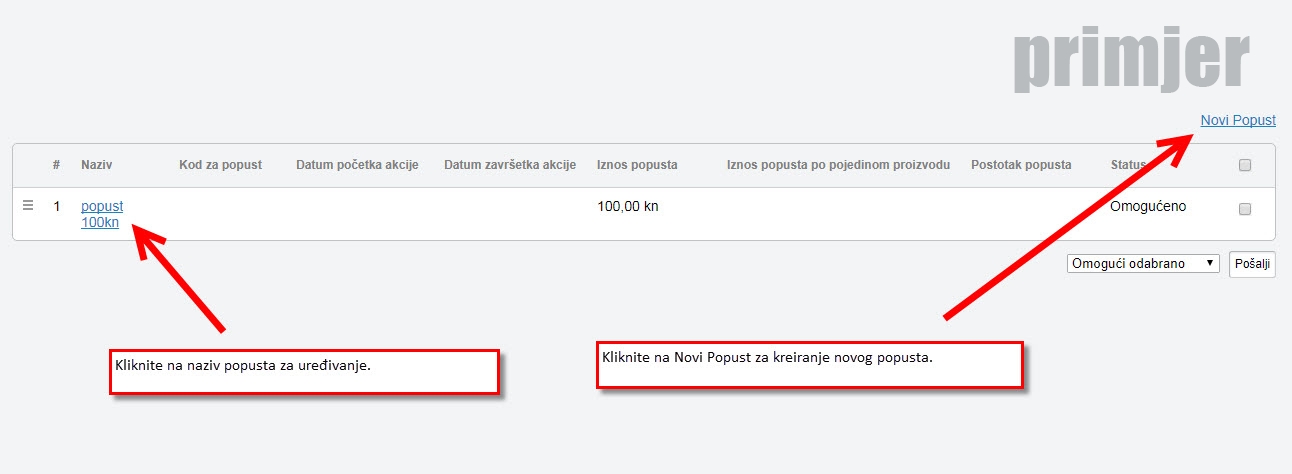 primjer
Novi Popust
# Naziv Kod za popust Datum početka akcije Datum završetka akcije Iznos popusta Iznos popusta po pojedinom proizvodu Postotak popusta Status
1 popust 100,00 kn Omogućeno
100kn
Omogući odabrano Pošalji
Kliknite na naziv popusta za uređivanje.
Kliknite na Novi Popust za kreiranje novog popusta.